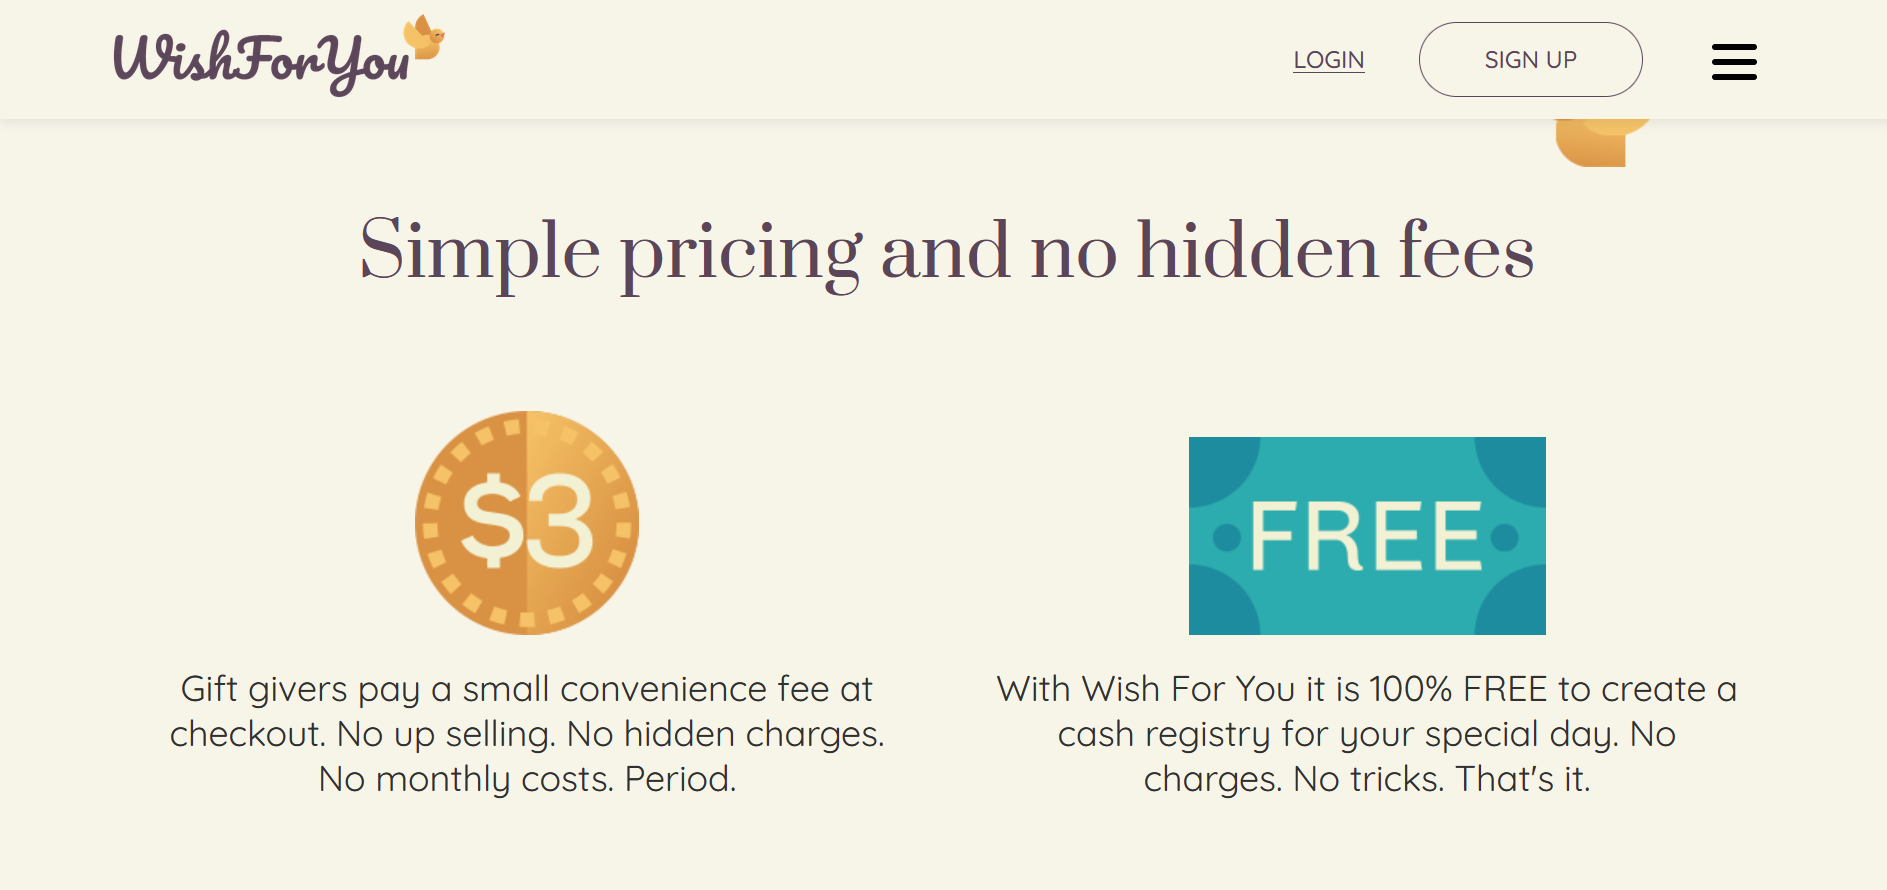 WishForYou
LOGIN
SIGN UP
Simple pricing and no hidden fees
$3
FREE
Gift givers pay a small convenience fee at
checkout. No up selling. No hidden charges.
No monthly costs. Period.
With Wish For You it is 100% FREE to create a
cash registry for your special day. No
charges. No tricks. That's it.